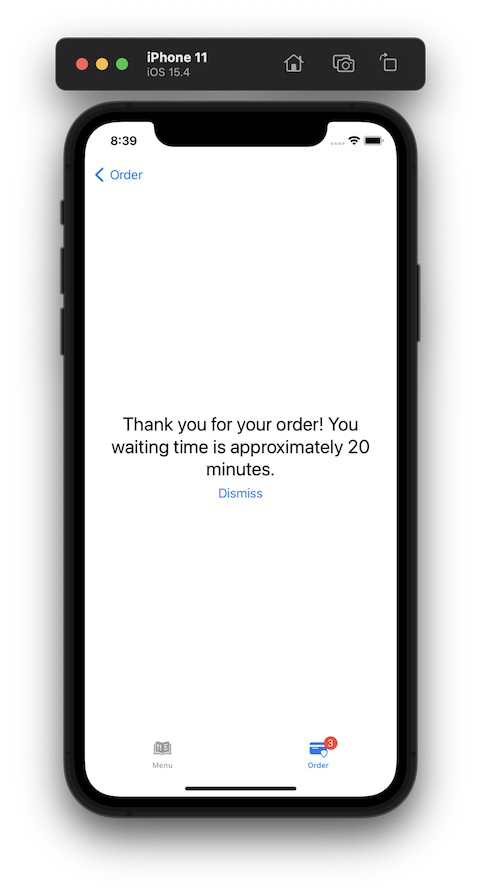 iPhone 11
iOS 15.4
8:39
Order
Thank you for your order! You
waiting time is approximately 20
minutes.
Dismiss
3
Menu
Order